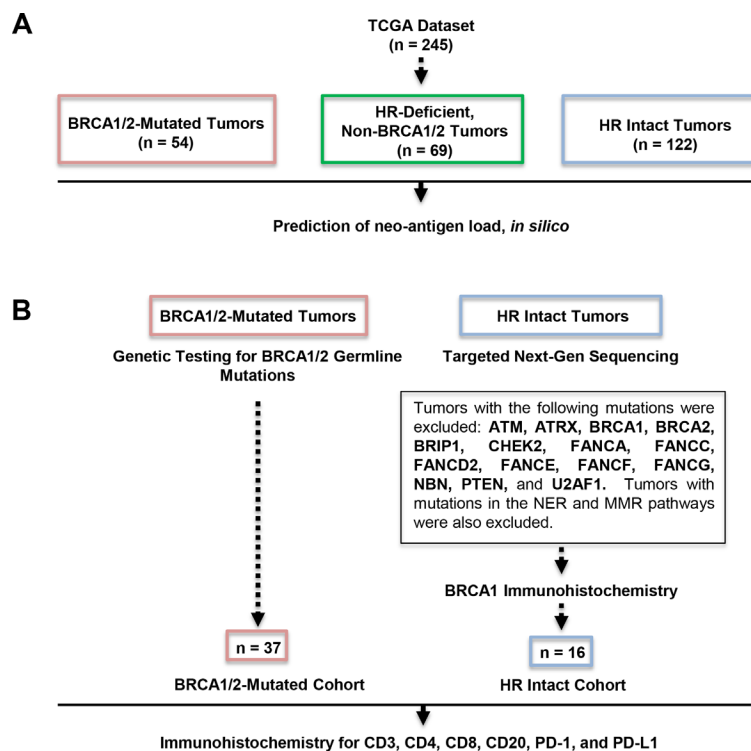 A
TCGA Dataset
(n = 245)
BRCA1/2-Mutated Tumors
(n = 54)
HR-Deficient,
Non-BRCA1/2 Tumors
(n = 69)
HR Intact Tumors
(n = 122)
Prediction of neo-antigen load, in silico
B
BRCA1/2-Mutated Tumors
Genetic Testing for BRCA1/2 Germline
Mutations
HR Intact Tumors
Targeted Next-Gen Sequencing
Tumors with the following mutations were
excluded: ATM, ATRX, BRCA1, BRCA2,
BRIP1, CHEK2, FANCA, FANCC,
FANCD2, FANCE, FANCF, FANCG,
NBN, PTEN, and U2AF1. Tumors with
mutations in the NER and MMR pathways
were also excluded.
BRCA1 Immunohistochemistry
n = 37
BRCA1/2-Mutated Cohort
n = 16
HR Intact Cohort
Immunohistochemistry for CD3, CD4, CD8, CD20, PD-1, and PD-L1